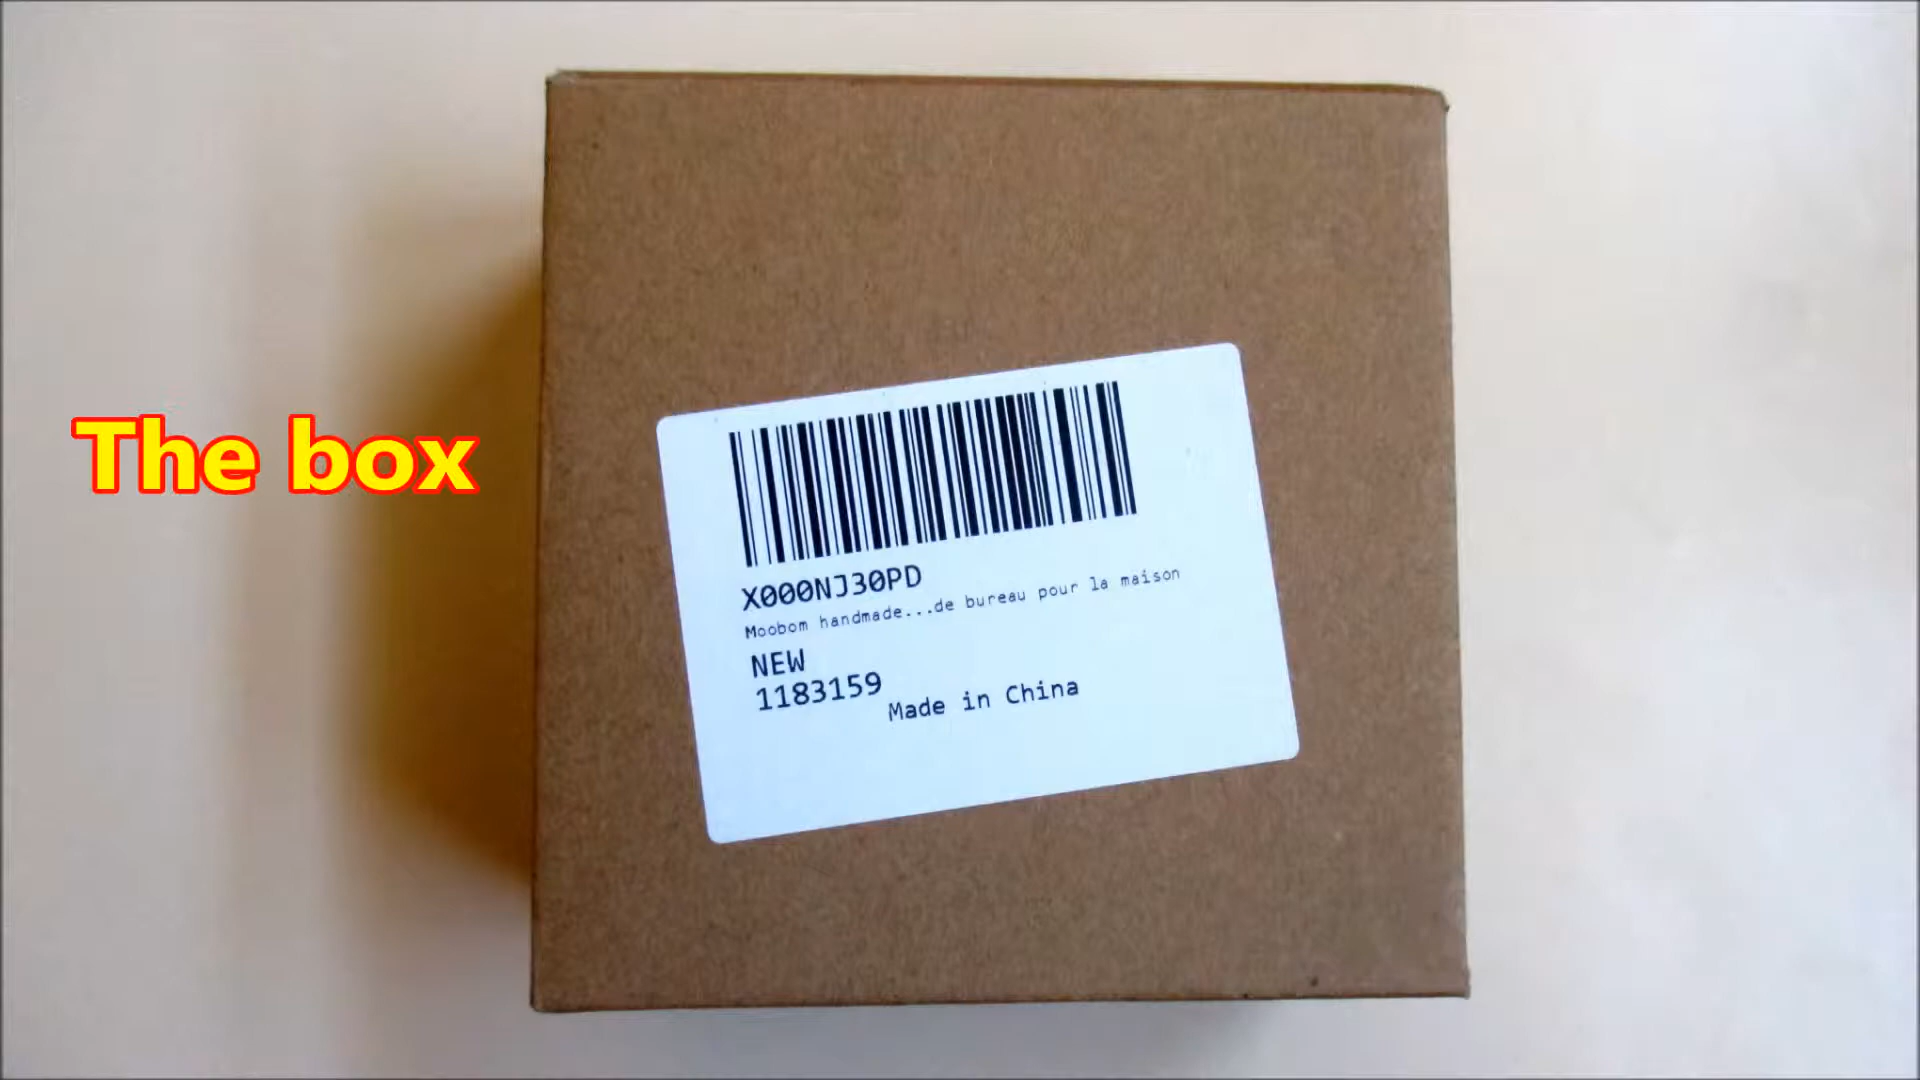 The box
X000NJ30PD
Moobom handmade...de bureau pour la maison
NEW
1183159
Made in China